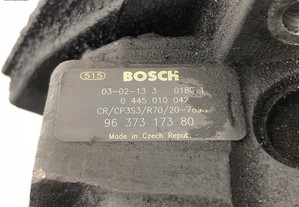 515
BOSCH
03-02-13 3
0 445 010 042
CR/CP3S3/R70/20-
96 373 173 80
Made in Czech